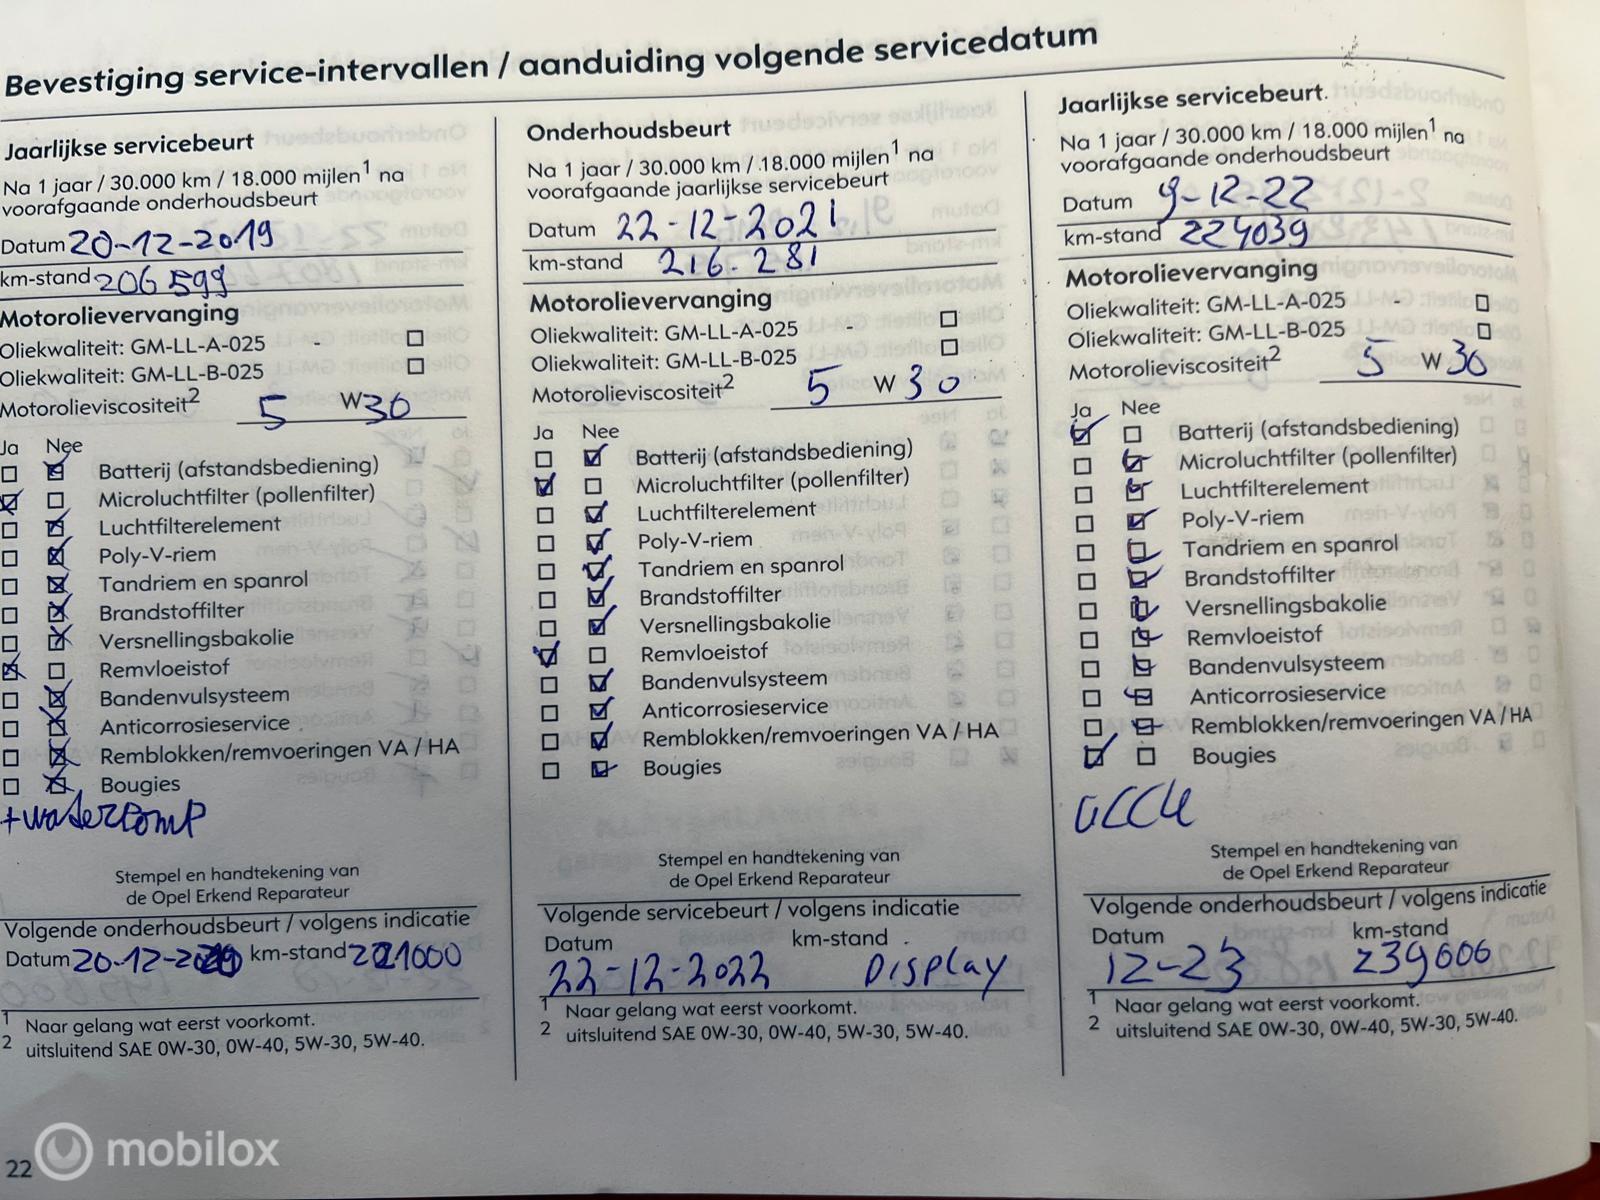 Bevestiging service-intervallen / aanduiding volgende servicedatum
Jaarlijkse servicebeurt
Na 1 jaar / 30.000 km / 18.000 mijlen1 na
voorafgaande onderhoudsbeurt
Datum 20-12-2019
km-stand 206 599
Motorolievervanging
Oliekwaliteit: GM-LL-A-025 -
Oliekwaliteit: GM-LL-B-025
Motorolieviscositeit2 5 W30
Ja Nee
Batterij (afstandsbediening)
Microluchtfilter (pollenfilter)
Luchtfilterelement
Poly-V-riem
Tandriem en spanrol
Brandstoffilter
Versnellingsbakolie
Remvloeistof
Bandenvulsysteem
Anticorrosieservice
Remblokken/remvoeringen VA / HA
Bougies
+waterpomp
Stempel en handtekening van
de Opel Erkend Reparateur
Volgende onderhoudsbeurt / volgens indicatie
Datum 20-12-2020 km-stand 221000
1 Naar gelang wat eerst voorkomt.
2 uitsluitend SAE 0W-30, 0W-40, 5W-30, 5W-40.
Onderhoudsbeurt
Na 1 jaar / 30.000 km / 18.000 mijlen1 na
voorafgaande jaarlijkse servicebeurt
Datum 22-12-2021
km-stand 216.281
Motorolievervanging
Oliekwaliteit: GM-LL-A-025 -
Oliekwaliteit: GM-LL-B-025
Motorolieviscositeit2 5 W 30
Ja Nee
Batterij (afstandsbediening)
Microluchtfilter (pollenfilter)
Luchtfilterelement
Poly-V-riem
Tandriem en spanrol
Brandstoffilter
Versnellingsbakolie
Remvloeistof
Bandenvulsysteem
Anticorrosieservice
Remblokken/remvoeringen VA / HA
Bougies
Stempel en handtekening van
de Opel Erkend Reparateur
Volgende servicebeurt / volgens indicatie
Datum km-stand
22-12-2022 Display
1 Naar gelang wat eerst voorkomt.
2 uitsluitend SAE 0W-30, 0W-40, 5W-30, 5W-40.
Jaarlijkse servicebeurt.
Na 1 jaar / 30.000 km / 18.000 mijlen1 na
voorafgaande onderhoudsbeurt
Datum 9-12-22
km-stand 224039
Motorolievervanging
Oliekwaliteit: GM-LL-A-025 -
Oliekwaliteit: GM-LL-B-025
Motorolieviscositeit2 5 W 30
Ja Nee
Batterij (afstandsbediening)
Microluchtfilter (pollenfilter)
Luchtfilterelement
Poly-V-riem
Tandriem en spanrol
Brandstoffilter
Versnellingsbakolie
Remvloeistof
Bandenvulsysteem
Anticorrosieservice
Remblokken/remvoeringen VA / HA
Bougies
Stempel en handtekening van
de Opel Erkend Reparateur
Volgende onderhoudsbeurt / volgens indicatie
Datum km-stand
12-23 239000
1 Naar gelang wat eerst voorkomt.
2 uitsluitend SAE 0W-30, 0W-40, 5W-30, 5W-40.
22
mobilox